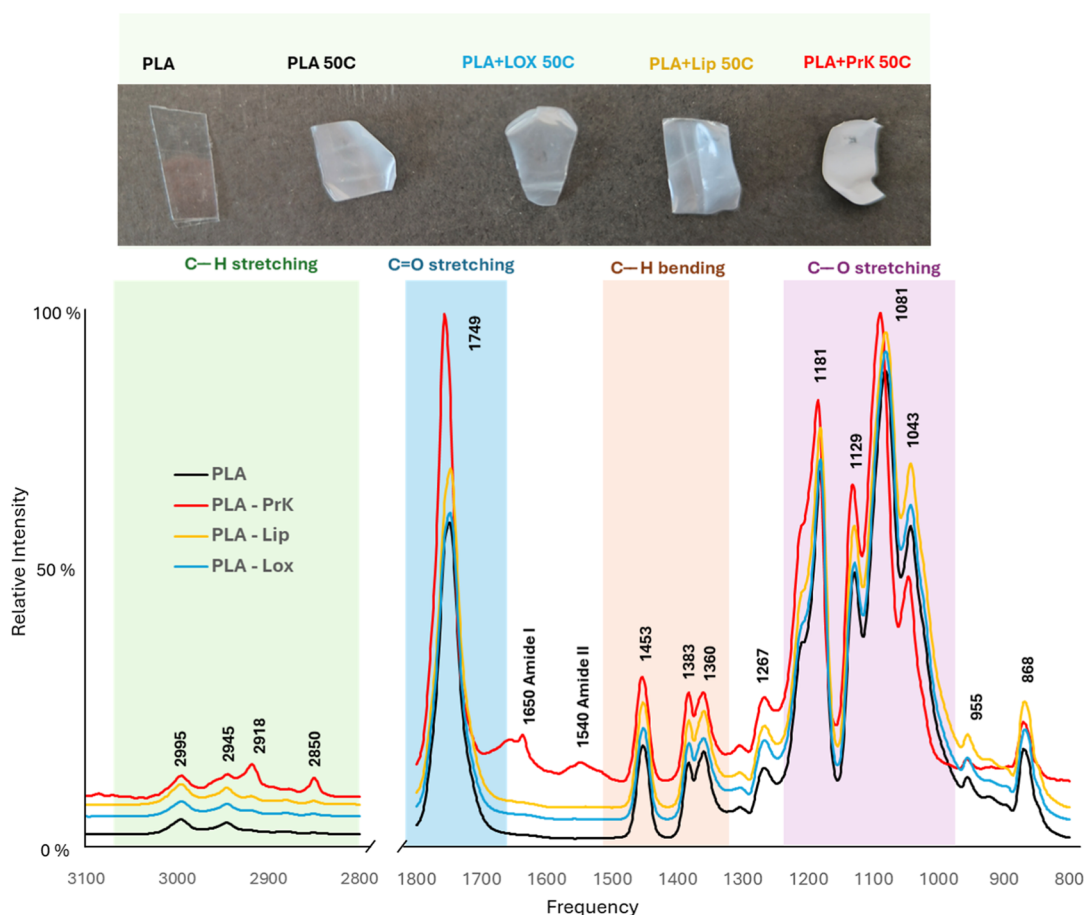 PLA PLA 50C PLA+LOX 50C PLA+Lip 50C PLA+PrK 50C
C—H stretching C=O stretching C—H bending C—O stretching
100 %
50 %
0 %
Relative Intensity
PLA
PLA - PrK
PLA - Lip
PLA - Lox
2995
2945
2918
2850
1749
1650 Amide I
1540 Amide II
1453
1383
1360
1267
1181
1129
1081
1043
955
868
3100 3000 2900 2800 1800 1700 1600 1500 1400 1300 1200 1100 1000 900 800
Frequency